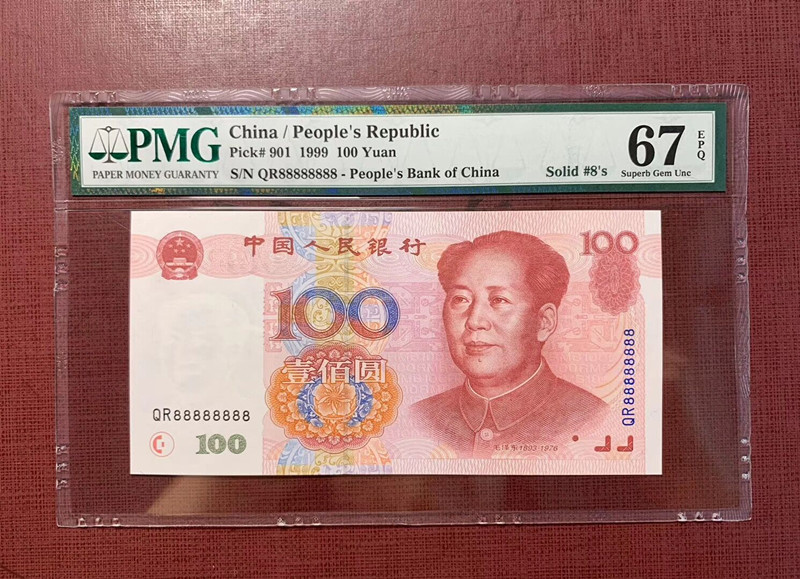 PMG
PAPER MONEY GUARANTY
China / People's Republic
Pick# 901 1999 100 Yuan
S/N QR88888888 - People's Bank of China
Solid #8's
67
EPQ
Superb Gem Unc
中国人民银行
100
100
壹佰圆
QR88888888
100
QR88888888
毛泽东1893-1976